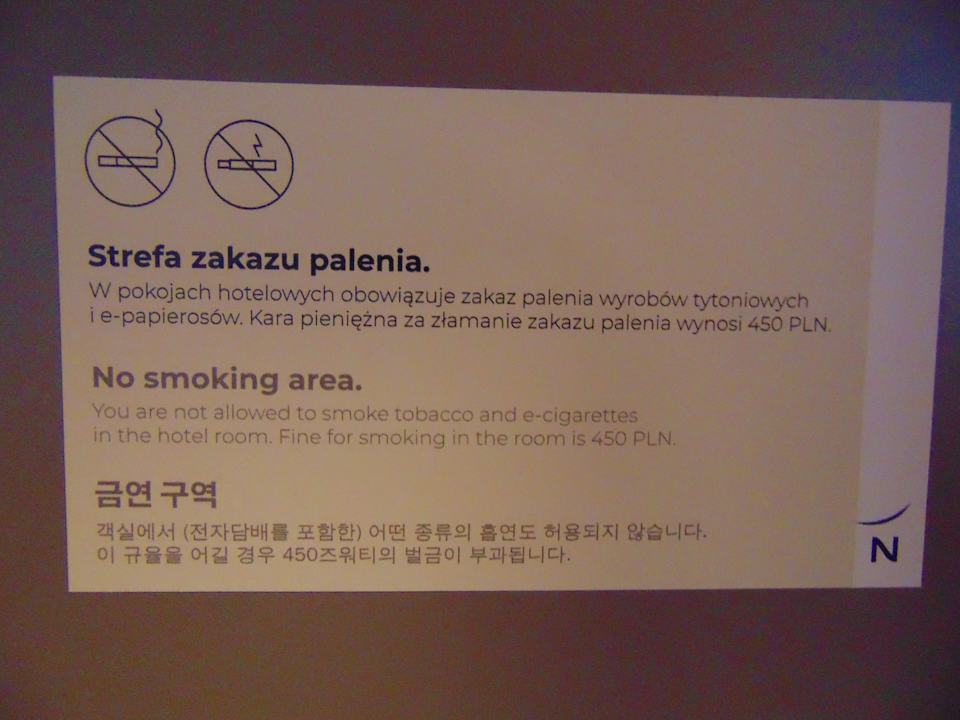 Strefa zakazu palenia.
W pokojach hotelowych obowiązuje zakaz palenia wyrobów tytoniowych
i e-papierosów. Kara pieniężna za złamanie zakazu palenia wynosi 450 PLN.
No smoking area.
You are not allowed to smoke tobacco and e-cigarettes
in the hotel room. Fine for smoking in the room is 450 PLN.
금연 구역
객실에서 (전자담배를 포함한) 어떤 종류의 흡연도 허용되지 않습니다.
이 규율을 어길 경우 450즈워티의 벌금이 부과됩니다.
N